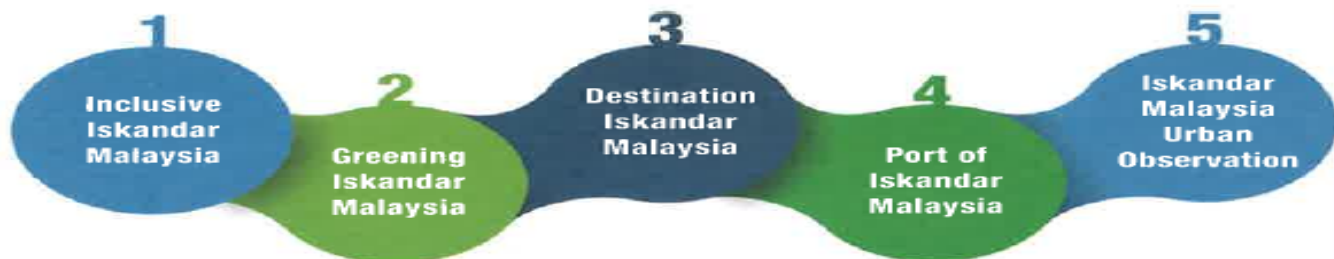 1
Inclusive
Iskandar
Malaysia
2
Greening
Iskandar
Malaysia
3
Destination
Iskandar
Malaysia
4
Port of
Iskandar
Malaysia
5
Iskandar
Malaysia
Urban
Observation